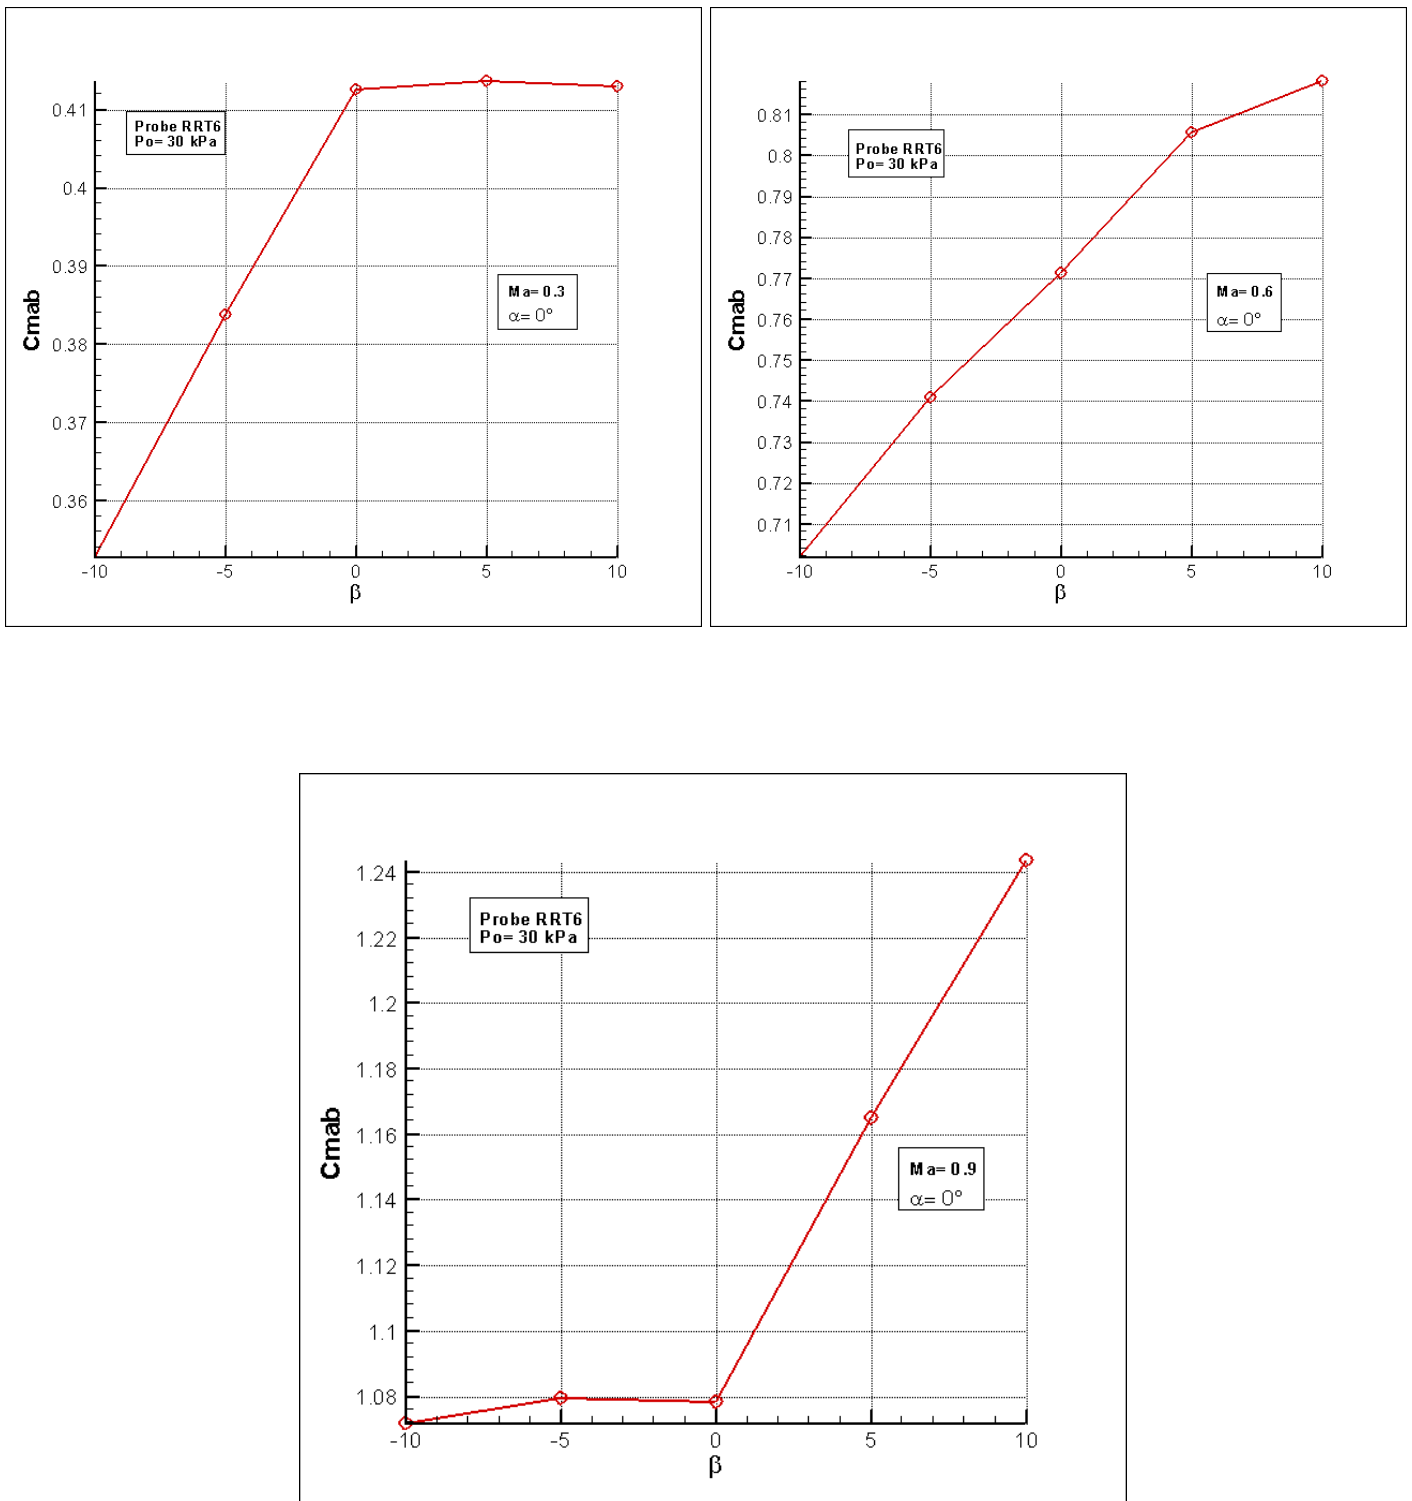 0.41
0.4
0.39
0.38
0.37
0.36
Cmab
Probe RRT6
Po= 30 kPa
Ma= 0.3
α= 0°
-10 -5 0 5 10
β
0.81
0.8
0.79
0.78
0.77
0.76
0.75
0.74
0.73
0.72
0.71
Cmab
Probe RRT6
Po= 30 kPa
Ma= 0.6
α= 0°
-10 -5 0 5 10
β
1.24
1.22
1.2
1.18
1.16
1.14
1.12
1.1
1.08
Cmab
Probe RRT6
Po= 30 kPa
Ma= 0.9
α= 0°
-10 -5 0 5 10
β